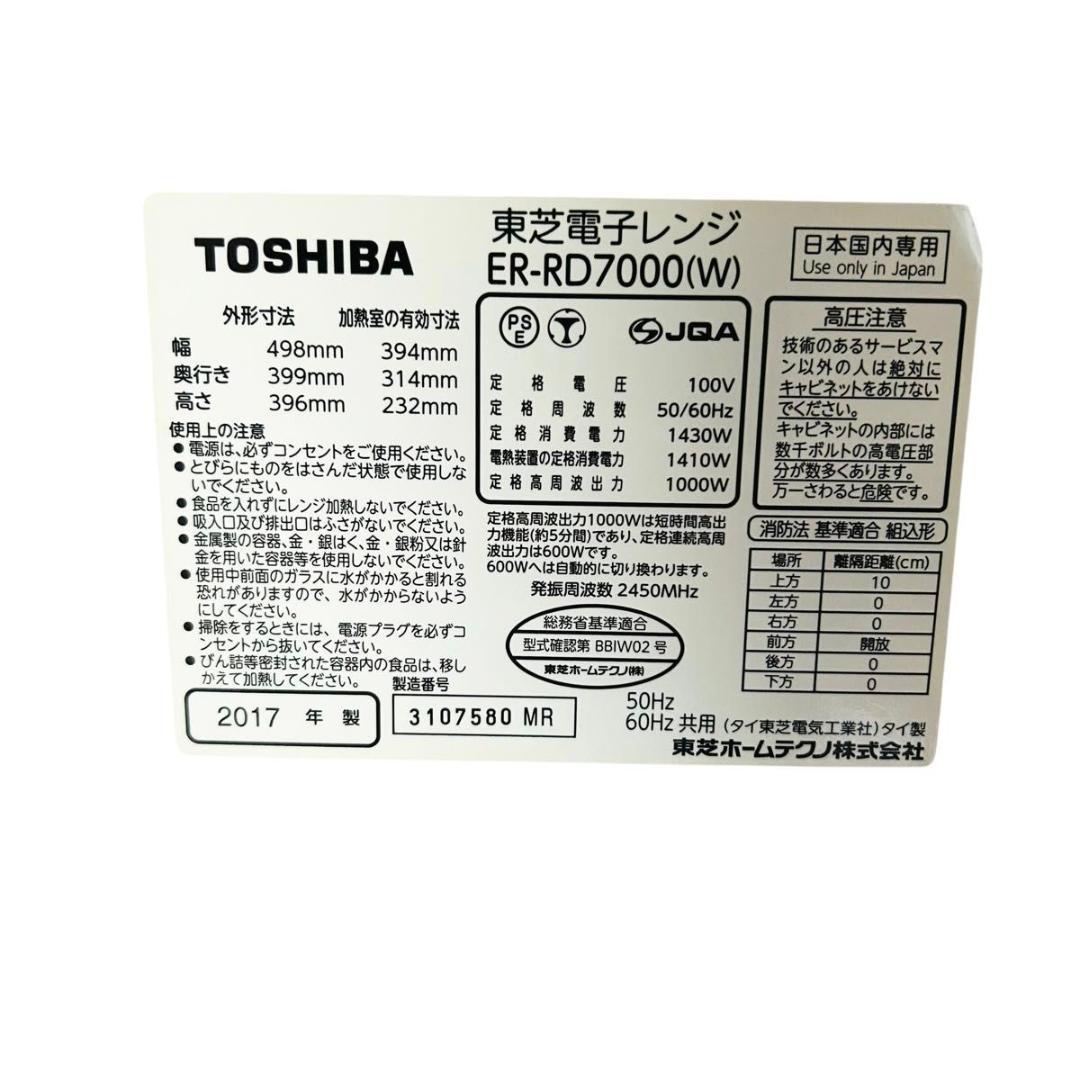 TOSHIBA
東芝電子レンジ
ER-RD7000(W)
日本国内専用
Use only in Japan
外形寸法 加熱室の有効寸法
幅 498mm 394mm
奥行き 399mm 314mm
高さ 396mm 232mm
使用上の注意
●電源は、必ずコンセントをご使用ください。
●とびらにものをはさんだ状態で使用しな
いでください。
●食品を入れずにレンジ加熱しないでください。
●吸入口及び排出口はふさがないでください。
●金属製の容器、金・銀はく、金・銀粉又は針
金を用いた容器等を使用しないでください。
●使用中前面のガラスに水がかかると割れる
恐れがありますので、水がかからないよう
にしてください。
●掃除をするときには、電源プラグを必ずコ
ンセントから抜いてください。
●びん詰等密封された容器内の食品は、移し
かえて加熱してください。
2017 年 製
製造番号
3107580 MR
PS
E
JQA
定格電圧 100V
定格周波数 50/60Hz
定格消費電力 1430W
電熱装置の定格消費電力 1410W
定格高周波出力 1000W
定格高周波出力1000Wは短時間高出
力機能(約5分間)であり、定格連続高周
波出力は600Wです。
600Wへは自動的に切り換わります。
発振周波数 2450MHz
総務省基準適合
型式確認第 BBIW02 号
東芝ホームテクノ(株)
高圧注意
技術のあるサービスマ
ン以外の人は絶対に
キャビネットをあけない
でください。
キャビネットの内部には
数千ボルトの高電圧部
分が数多くあります。
万一さわると危険です。
消防法 基準適合 組込形
場所 離隔距離(cm)
上方 10
左方 0
右方 0
前方 開放
後方 0
下方 0
50Hz
60Hz 共用 (タイ東芝電気工業社)タイ製
東芝ホームテクノ株式会社